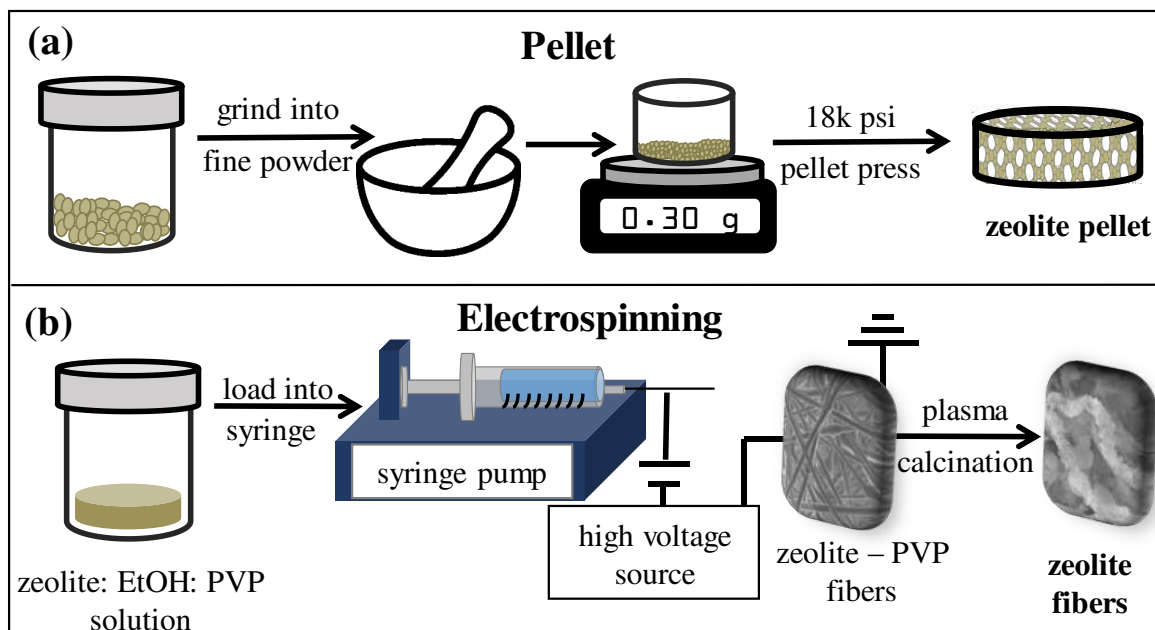 (a)
Pellet
grind into
fine powder
0.30 g
18k psi
pellet press
zeolite pellet
(b)
Electrospinning
load into
syringe
syringe pump
high voltage
source
plasma
calcination
zeolite: EtOH: PVP
solution
zeolite – PVP
fibers
zeolite
fibers